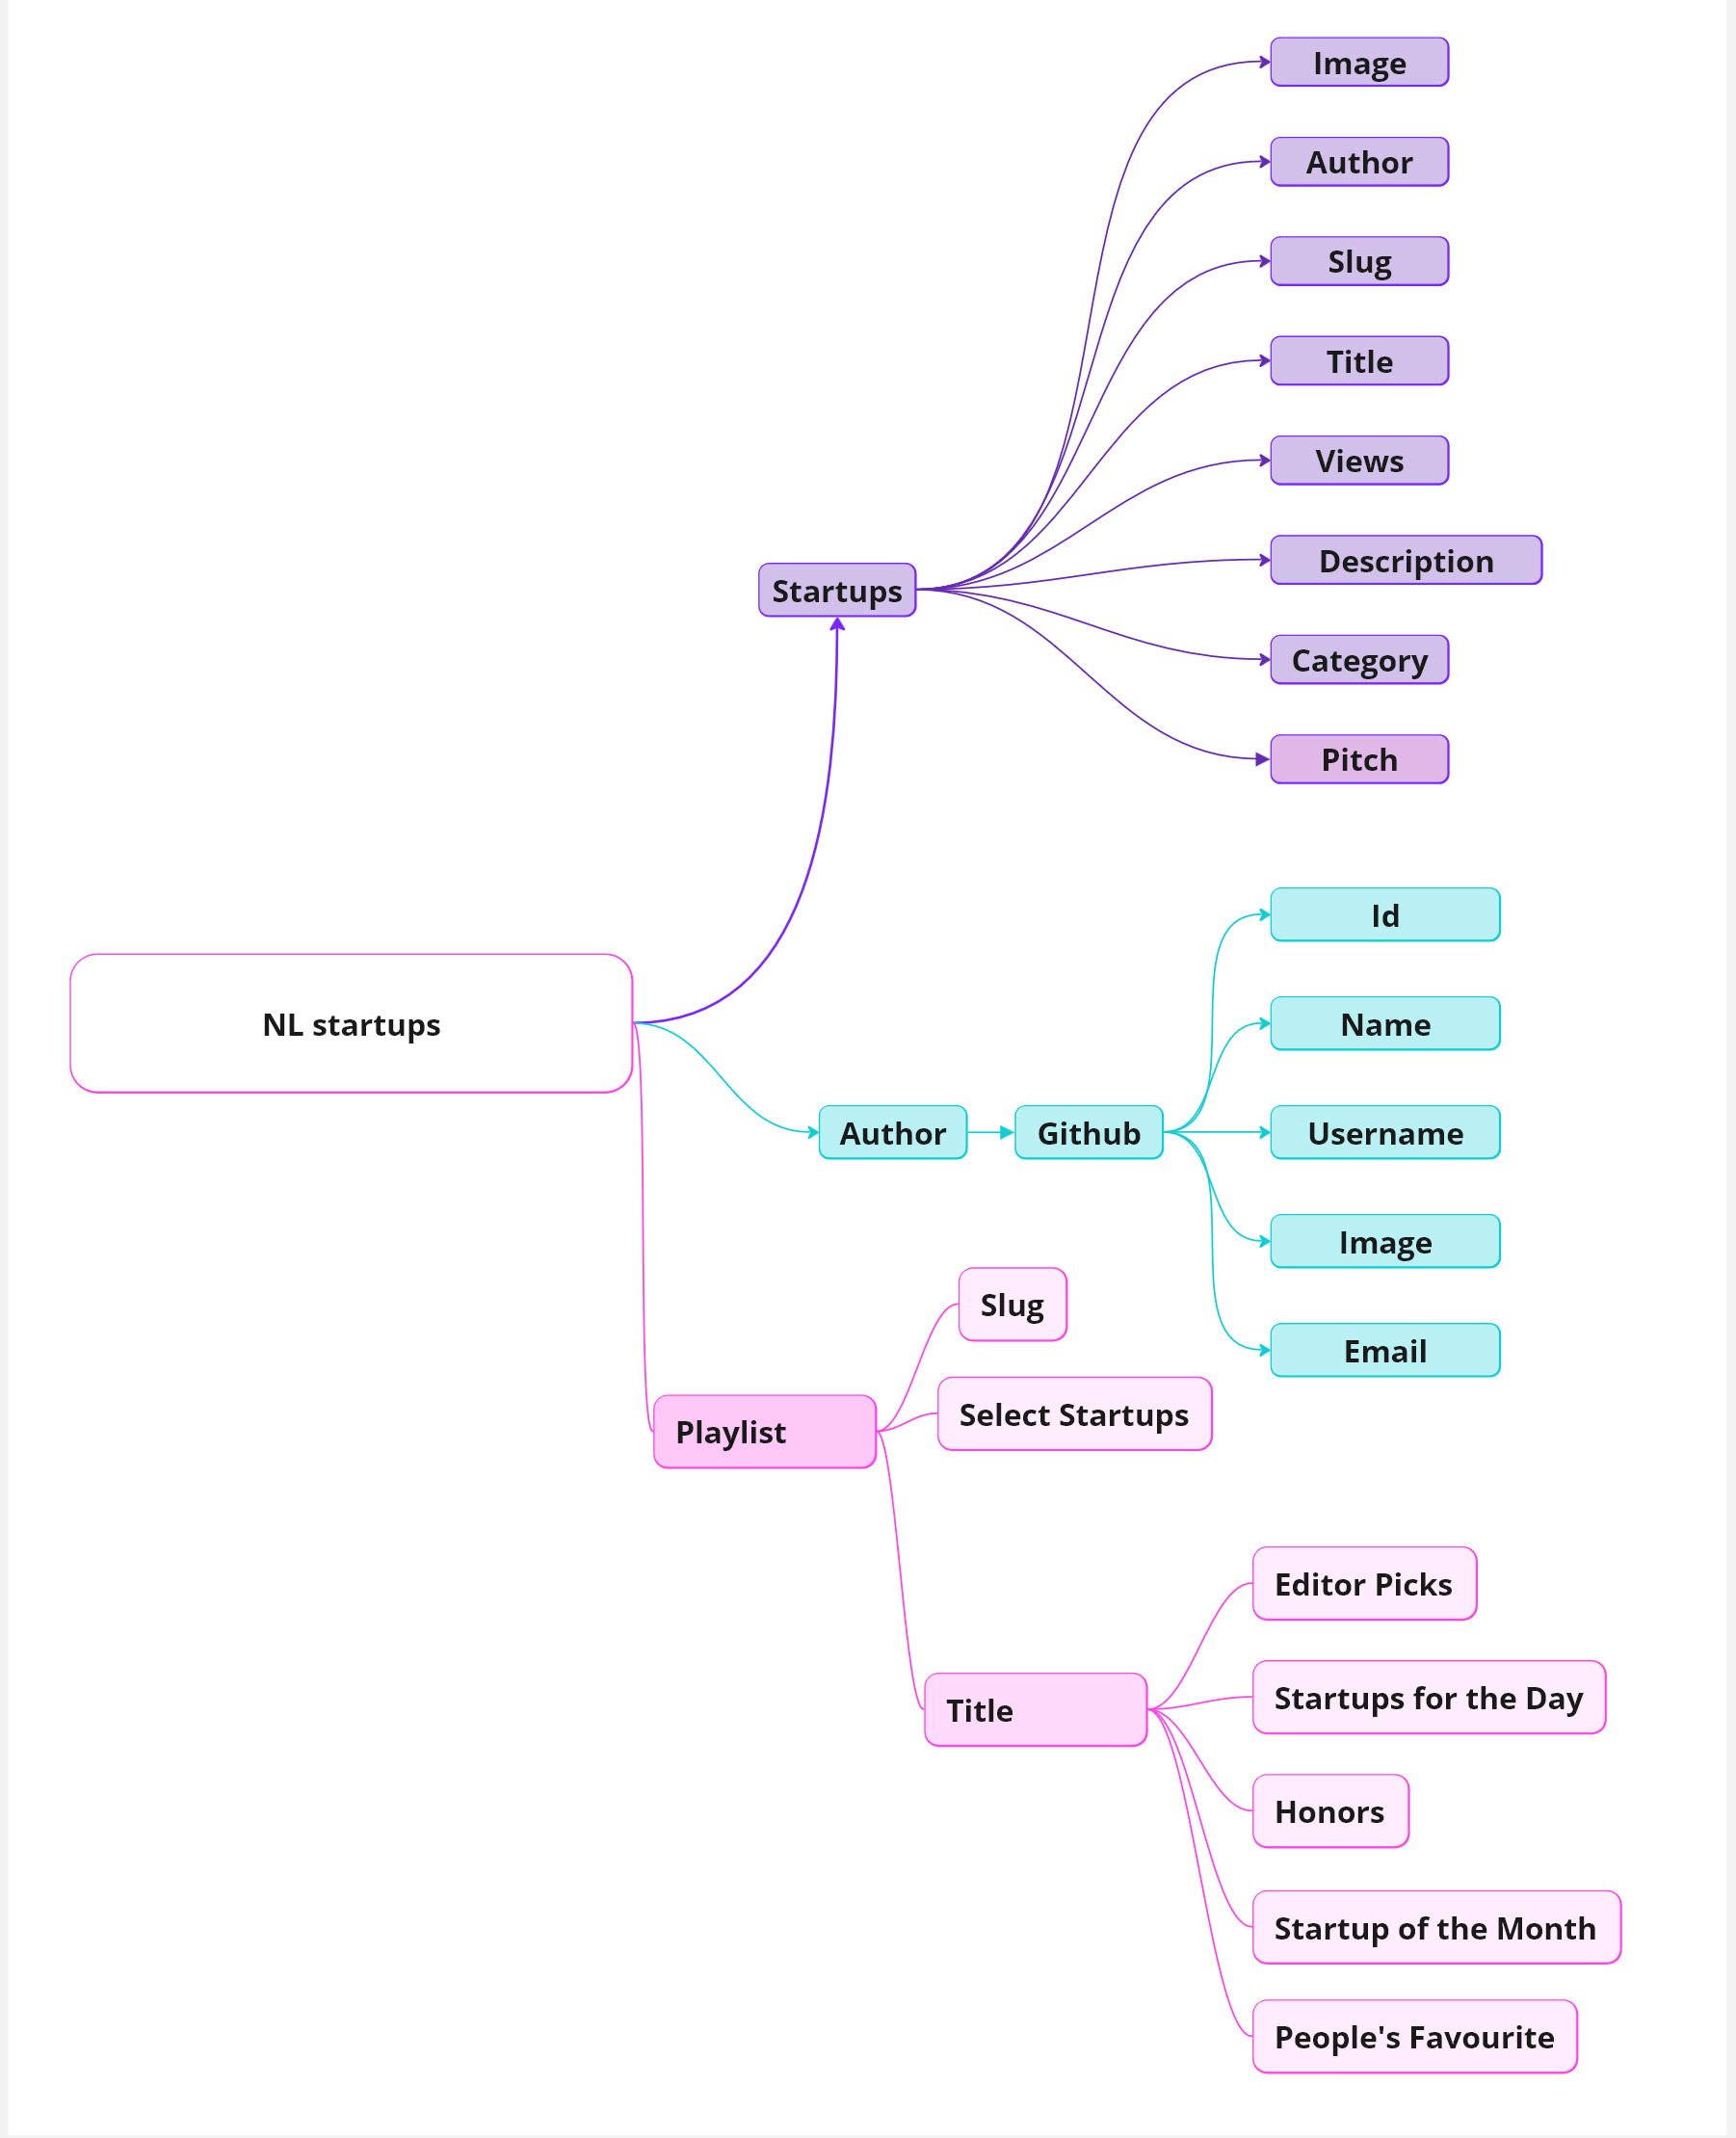 Image
Author
Slug
Title
Views
Description
Startups
Category
Pitch
Id
NL startups
Name
Author
Github
Username
Image
Slug
Email
Select Startups
Playlist
Editor Picks
Startups for the Day
Title
Honors
Startup of the Month
People's Favourite